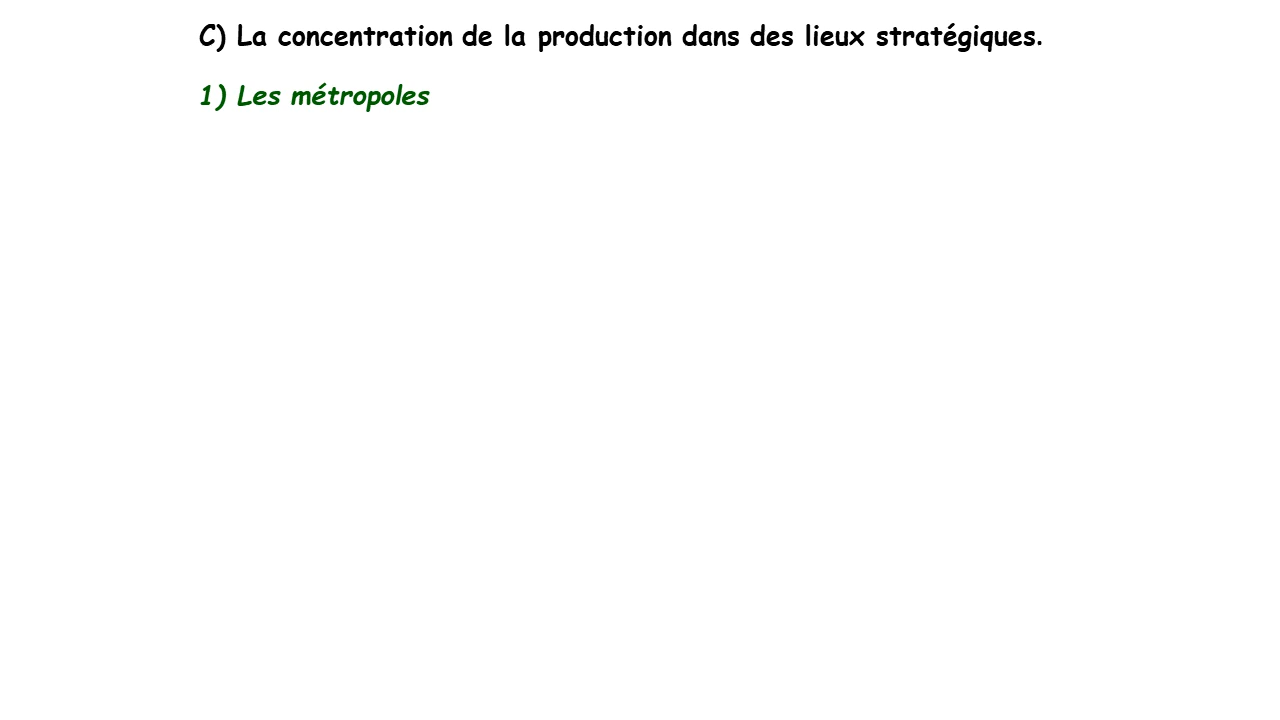 C) La concentration de la production dans des lieux stratégiques.
1) Les métropoles